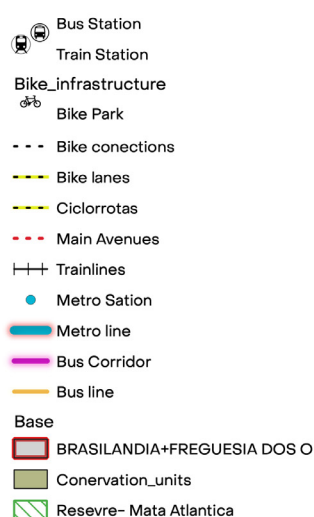 Bus Station
Train Station
Bike_infrastructure
Bike Park
Bike conections
Bike lanes
Ciclorrotas
Main Avenues
Trainlines
Metro Sation
Metro line
Bus Corridor
Bus line
Base
BRASILANDIA+FREGUESIA DOS O
Conervation_units
Resevre- Mata Atlantica